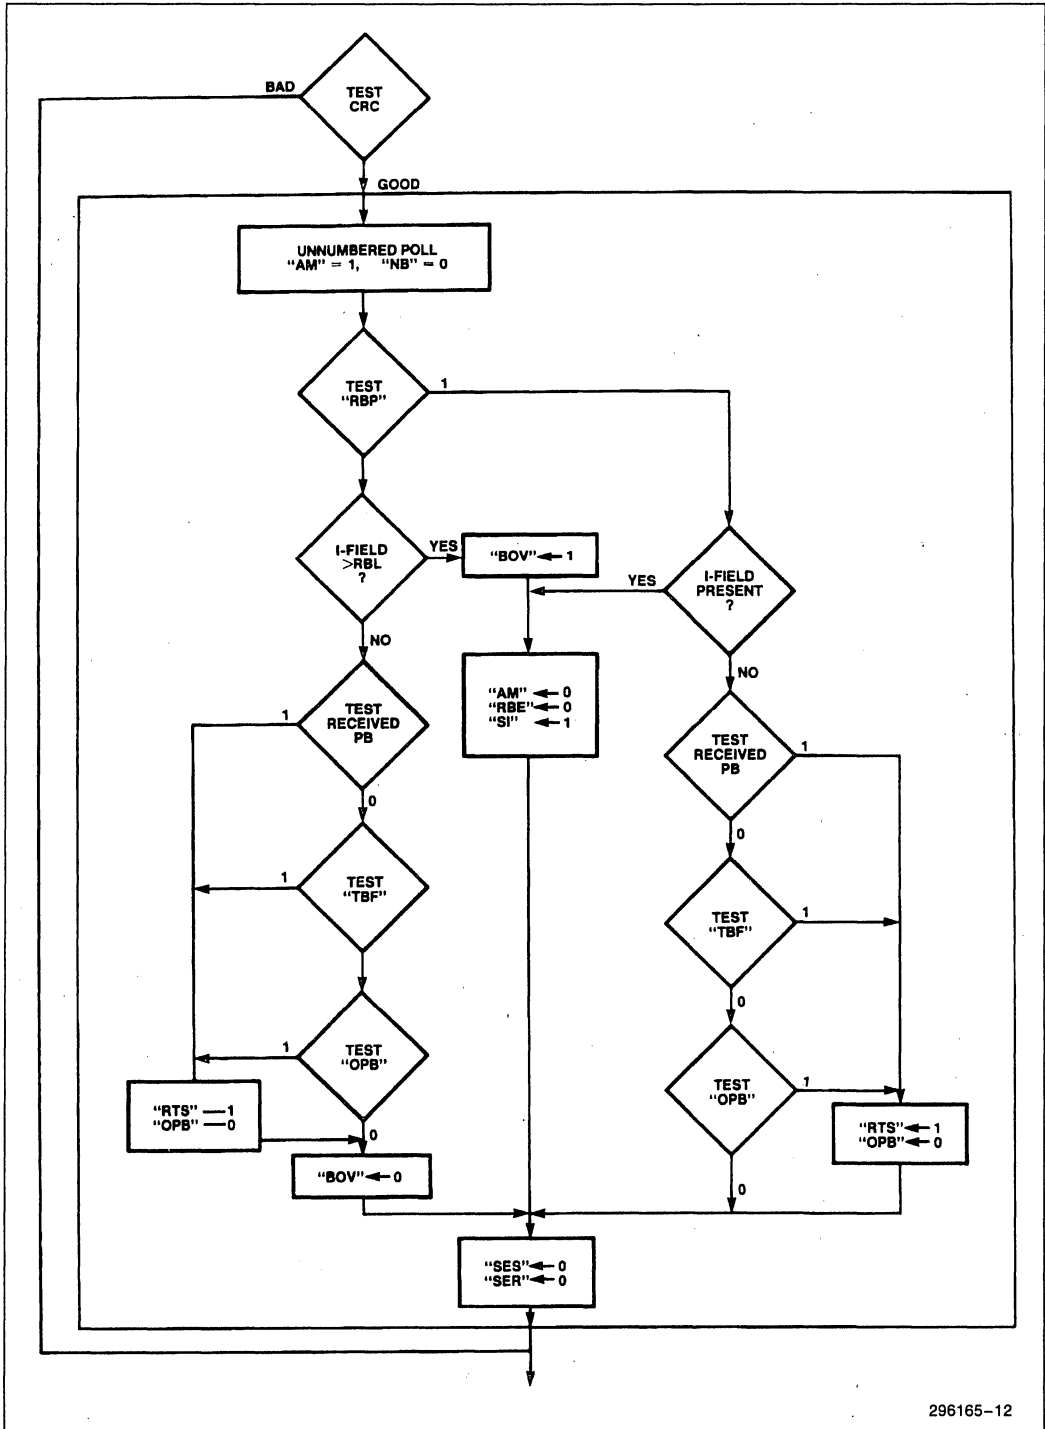 TEST
CRC
BAD
GOOD
UNNUMBERED POLL
“AM” = 1, “NB” = 0
TEST
“RBP”
1
I-FIELD
>RBL
?
YES
“BOV” ← 1
YES
I-FIELD
PRESENT
?
NO
NO
“AM” ← 0
“RBE” ← 0
“SI” ← 1
TEST
RECEIVED
PB
1
0
TEST
RECEIVED
PB
1
0
TEST
“TBF”
1
TEST
“TBF”
1
0
TEST
“OPB”
1
0
TEST
“OPB”
1
0
“RTS” — 1
“OPB” — 0
“RTS” ← 1
“OPB” ← 0
“BOV” ← 0
“SES” ← 0
“SER” ← 0
296165–12